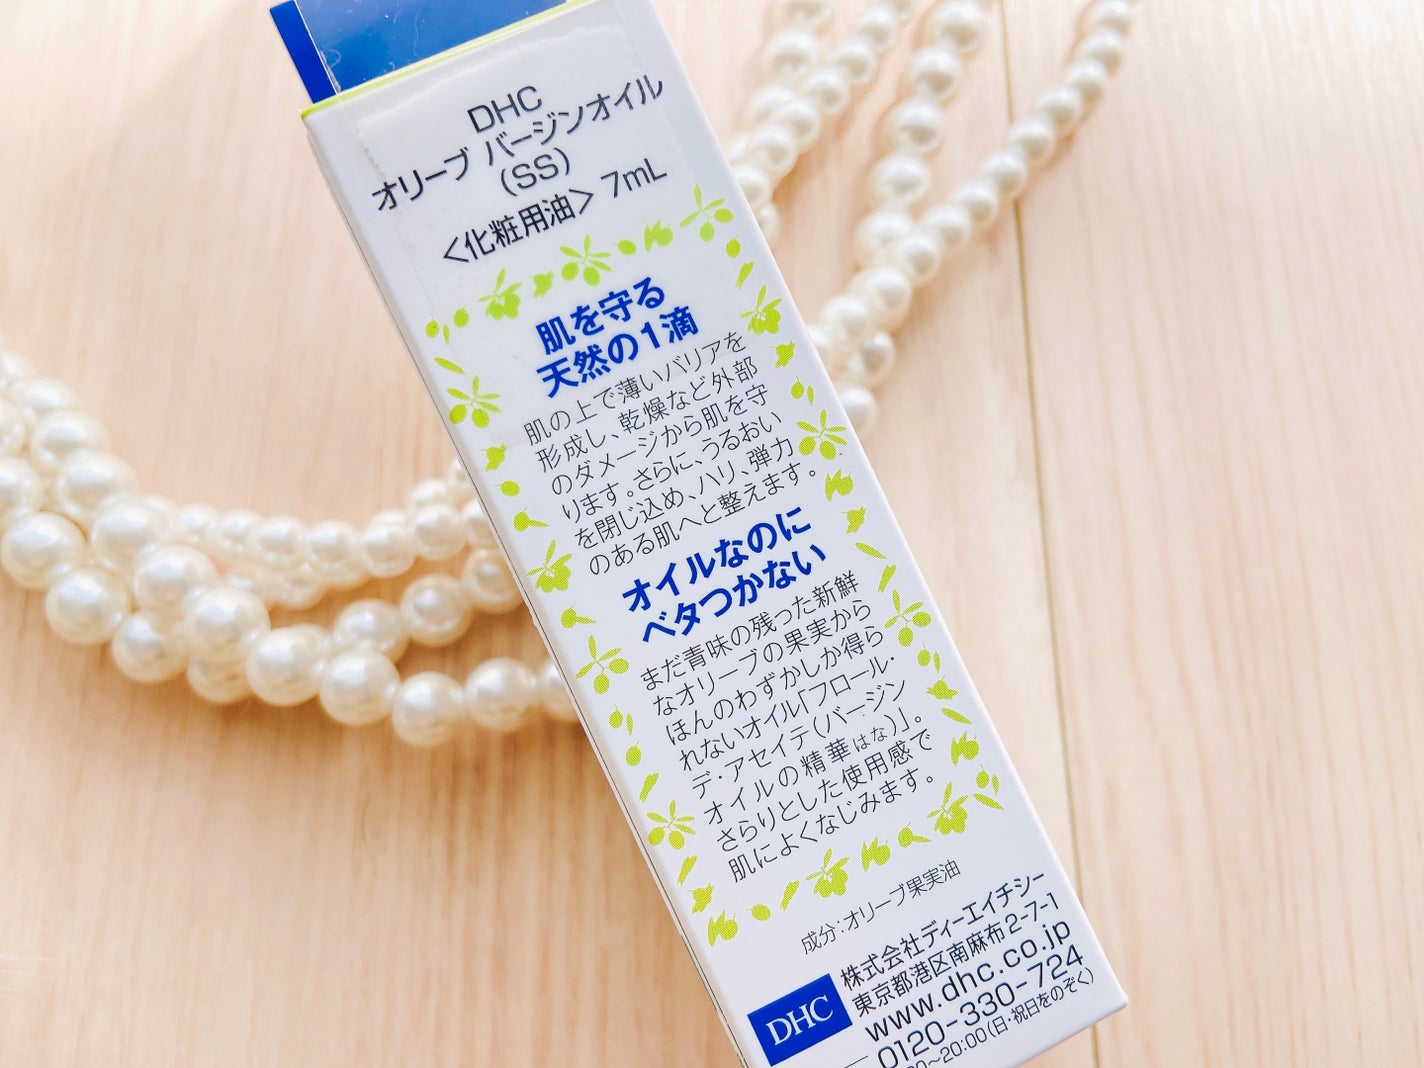 DHC
オリーブ バージンオイル
(SS)
<化粧用油> 7mL
肌を守る
天然の1滴
肌の上で薄いバリアを
形成し、乾燥など外部
のダメージから肌を守
ります。さらに、うるおい
を閉じ込め、ハリ、弾力
のある肌へと整えます。
オイルなのに
ベタつかない
まだ青味の残った新鮮
なオリーブの果実から
ほんのわずかしか得ら
れないオイル「フロール・
デ・アセイテ(バージン
オイルの精華はな)」。
さらりとした使用感で
肌によくなじみます。
成分:オリーブ果実油
DHC
株式会社ディーエイチシー
東京都港区南麻布2-7-1
www.dhc.co.jp
0120-330-724
20:00(日・祝日をのぞく)